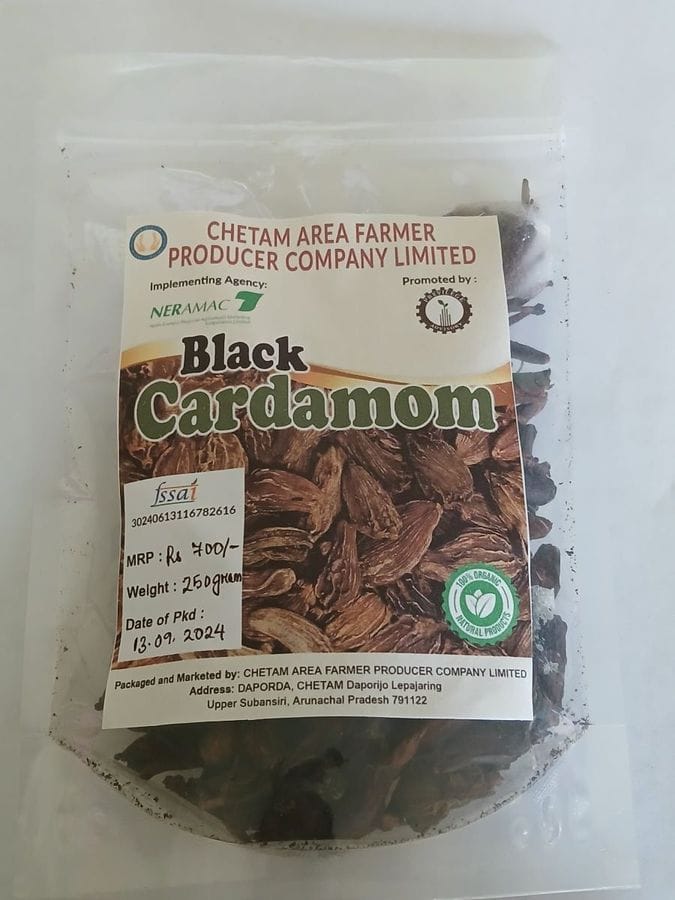 CHETAM AREA FARMER
PRODUCER COMPANY LIMITED
Implementing Agency:
Promoted by :
NERAMAC
Black
Cardamom
fssai
30240613116782616
MRP : Rs 700/-
Weight : 250gram
Date of Pkd :
13.09.2024
100% ORGANIC
NATURAL PRODUCTS
Packaged and Marketed by: CHETAM AREA FARMER PRODUCER COMPANY LIMITED
Address: DAPORDA, CHETAM Daporijo Lepajaring
Upper Subansiri, Arunachal Pradesh 791122